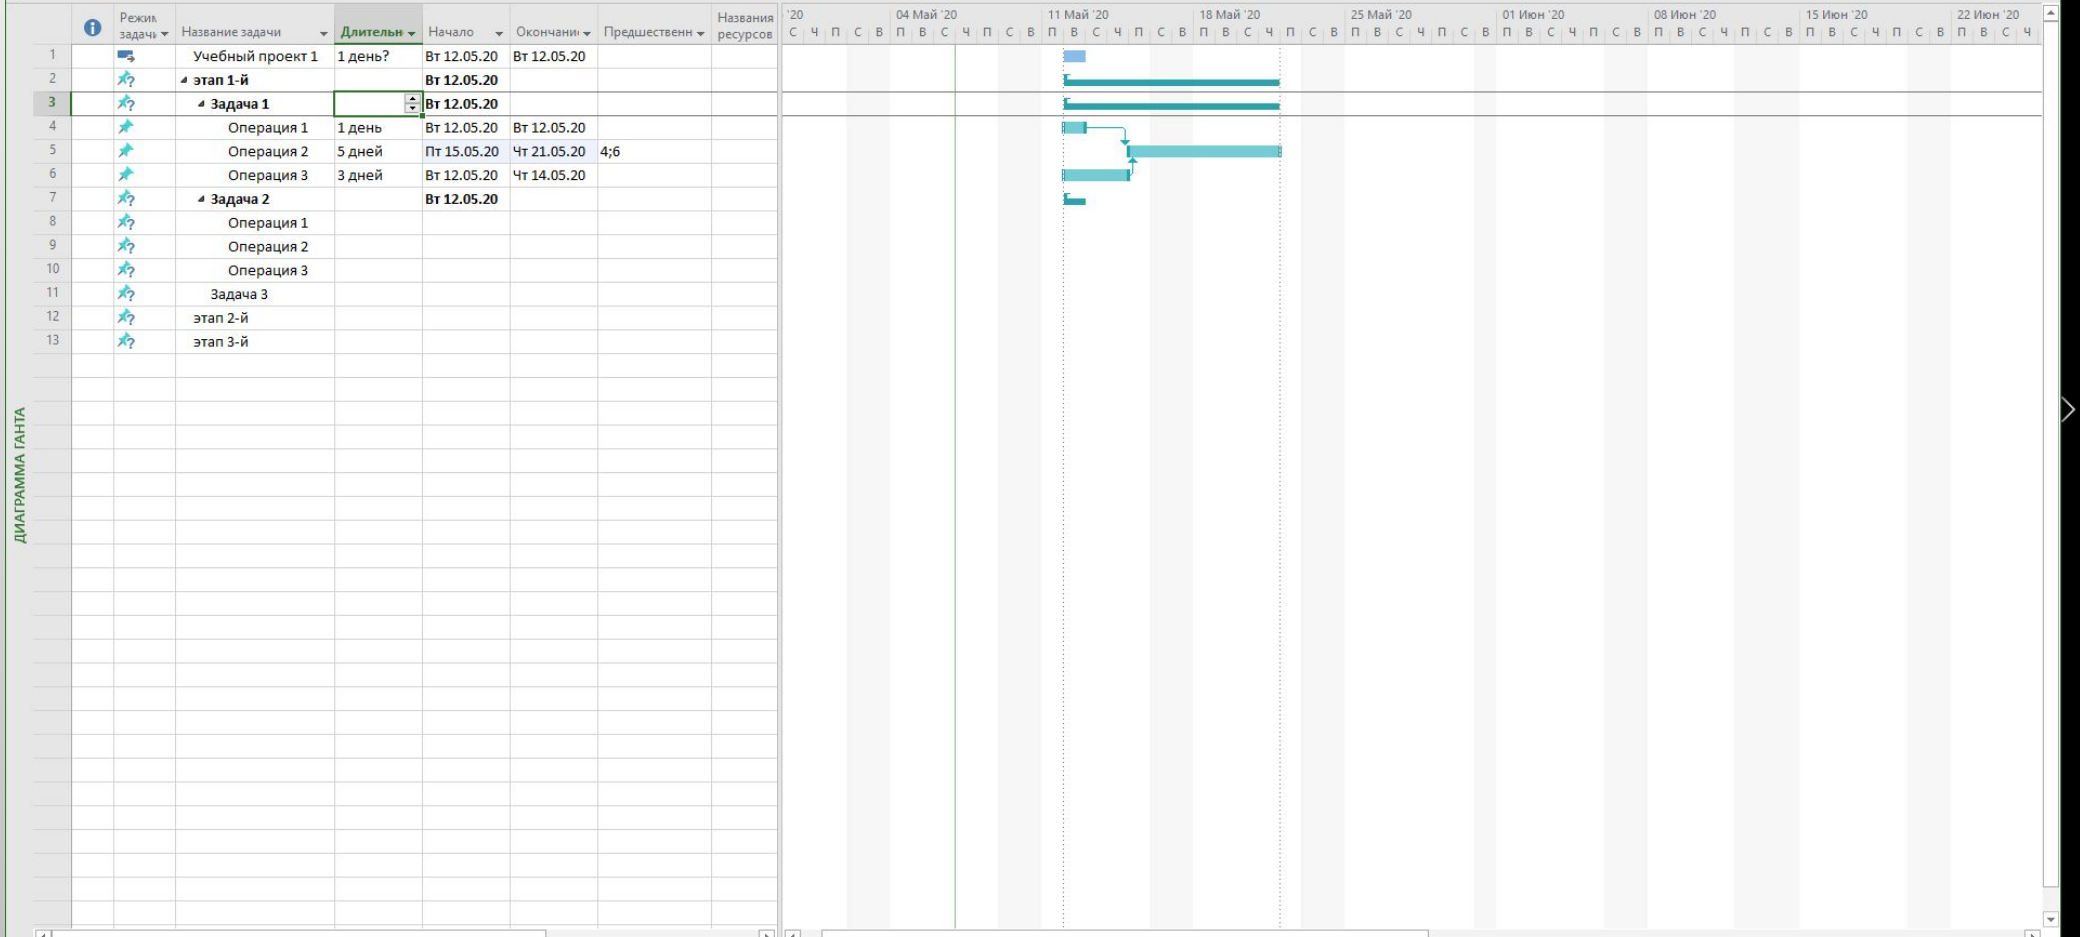 Режим задачи Название задачи Длительн Начало Окончани Предшественн Названия ресурсов
'20 04 Май '20 11 Май '20 18 Май '20 25 Май '20 01 Июн '20 08 Июн '20 15 Июн '20 22 Июн '20
С Ч П С В П В С Ч П С В П В С Ч П С В П В С Ч П С В П В С Ч П С В П В С Ч П С В П В С Ч П С В П В С Ч П С В П В С Ч
1 Учебный проект 1 1 день? Вт 12.05.20 Вт 12.05.20
2 этап 1-й Вт 12.05.20
3 Задача 1 Вт 12.05.20
4 Операция 1 1 день Вт 12.05.20 Вт 12.05.20
5 Операция 2 5 дней Пт 15.05.20 Чт 21.05.20 4;6
6 Операция 3 3 дней Вт 12.05.20 Чт 14.05.20
7 Задача 2 Вт 12.05.20
8 Операция 1
9 Операция 2
10 Операция 3
11 Задача 3
12 этап 2-й
13 этап 3-й
ДИАГРАММА ГАНТА